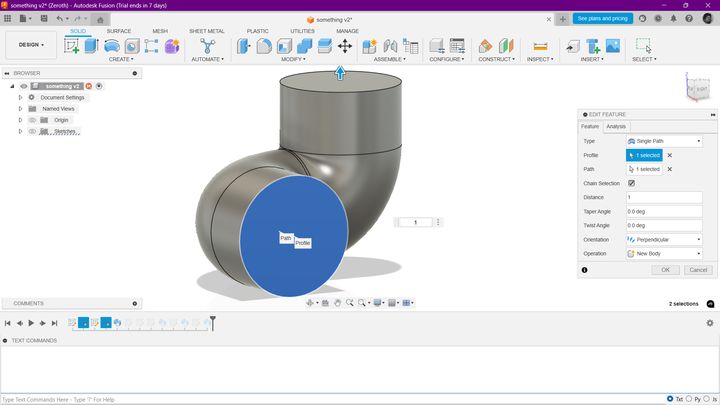 something v2* (Zeroth) - Autodesk Fusion (Trial ends in 7 days)
something v2*
See plans and pricing
DESIGN
SOLID
SURFACE
MESH
SHEET METAL
PLASTIC
UTILITIES
MANAGE
CREATE
AUTOMATE
MODIFY
ASSEMBLE
CONFIGURE
CONSTRUCT
INSPECT
INSERT
SELECT
BROWSER
something v2
Document Settings
Named Views
Origin
Sketches
EDIT FEATURE
Feature
Analysis
Type
Single Path
Profile
1 selected
Path
1 selected
Chain Selection
Distance
1
Taper Angle
0.0 deg
Twist Angle
0.0 deg
Orientation
Perpendicular
Operation
New Body
OK
Cancel
1
Path
Profile
COMMENTS
2 selections
TEXT COMMANDS
Type Text Commands Here - Type '?' For Help
Txt
Py
Js